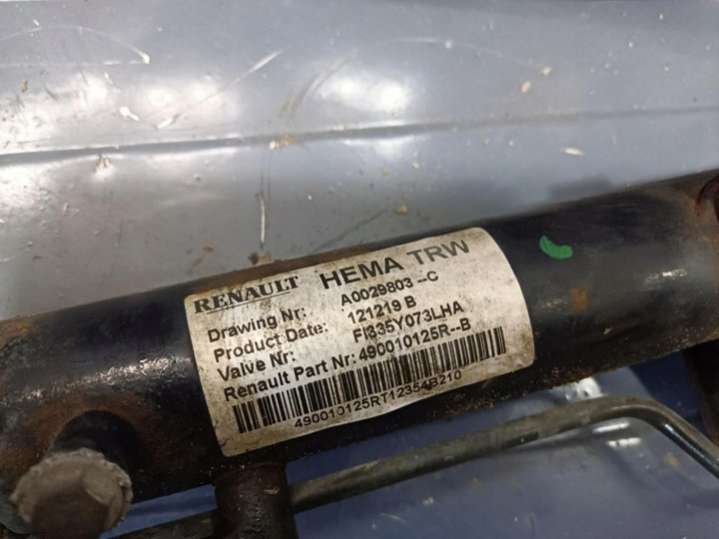 RENAULT HEMA TRW
Drawing Nr: A0029803 --C
Product Date: 121219 B
Valve Nr: FI335Y073LHA
Renault Part Nr: 490010125R--B
490010125RT12354B210